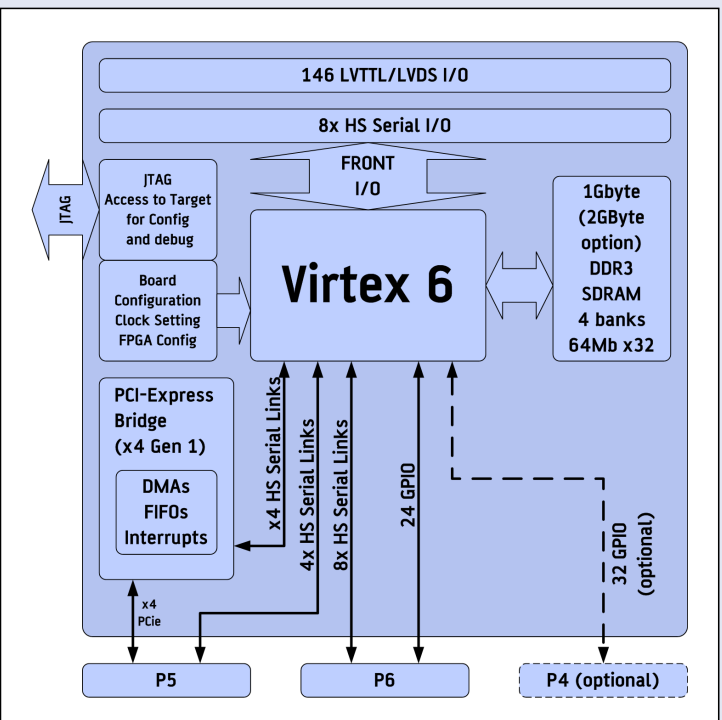 146 LVTTL/LVDS I/O
8x HS Serial I/O
FRONT
I/O
JTAG
JTAG
Access to Target
for Config
and debug
Board
Configuration
Clock Setting
FPGA Config
Virtex 6
1Gbyte
(2GByte
option)
DDR3
SDRAM
4 banks
64Mb x32
PCI-Express
Bridge
(x4 Gen 1)
DMAs
FIFOs
Interrupts
x4 HS Serial Links
4x HS Serial Links
8x HS Serial Links
24 GPIO
32 GPIO
(optional)
x4
PCie
P5
P6
P4 (optional)